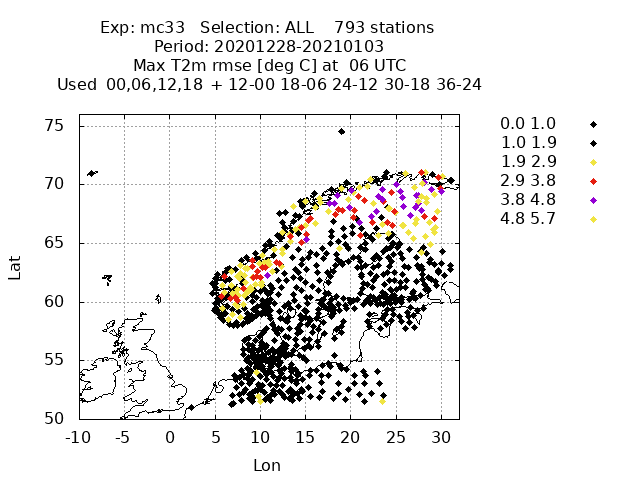 Exp: mc33 Selection: ALL 793 stations
Period: 20201228-20210103
Max T2m rmse [deg C] at 06 UTC
Used 00,06,12,18 + 12-00 18-06 24-12 30-18 36-24
0.0 1.0
1.0 1.9
1.9 2.9
2.9 3.8
3.8 4.8
4.8 5.7
75
70
65
60
55
50
Lat
-10 -5 0 5 10 15 20 25 30
Lon